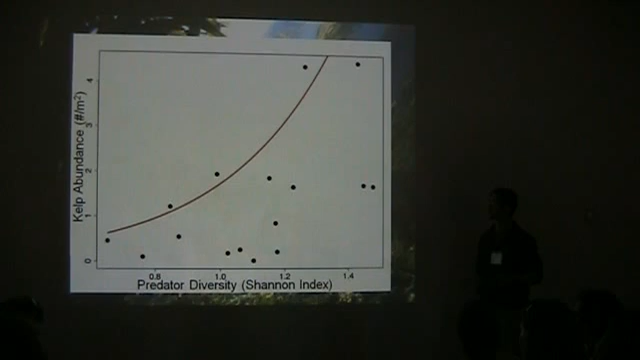 Kelp Abundance (#/m²)
4
3
2
1
0
0.8 1.0 1.2 1.4
Predator Diversity (Shannon Index)